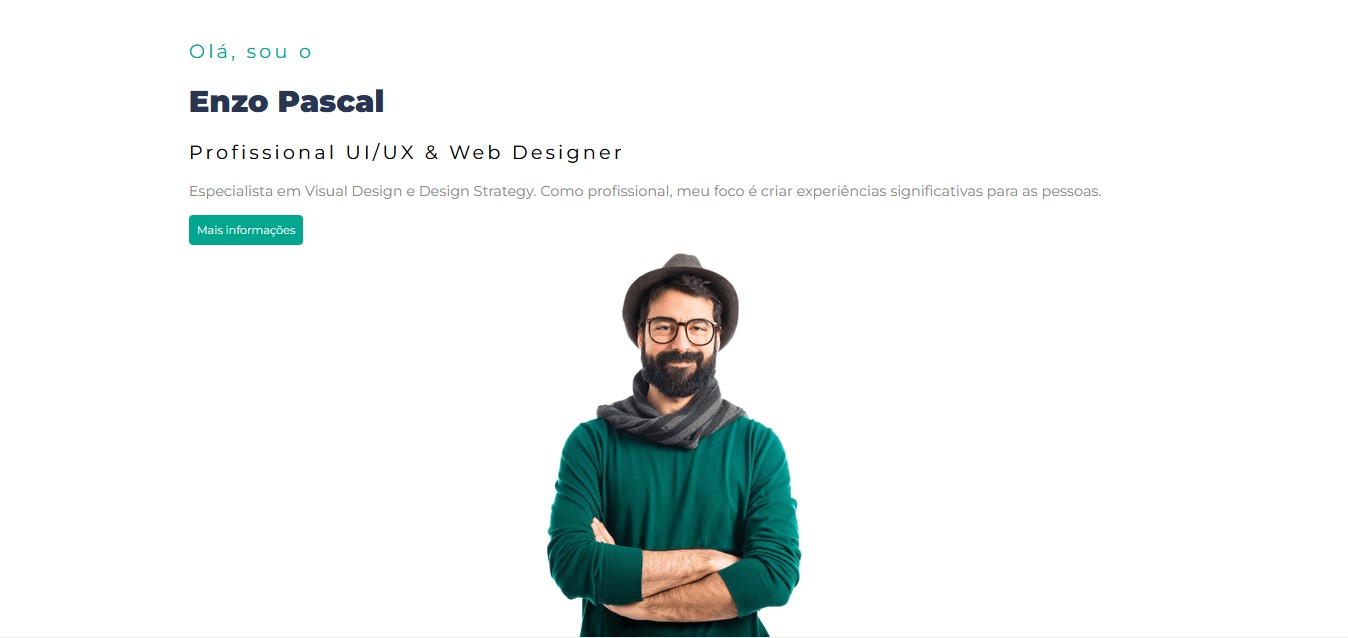 Olá, sou o
Enzo Pascal
Profissional UI/UX & Web Designer
Especialista em Visual Design e Design Strategy. Como profissional, meu foco é criar experiências significativas para as pessoas.
Mais informações